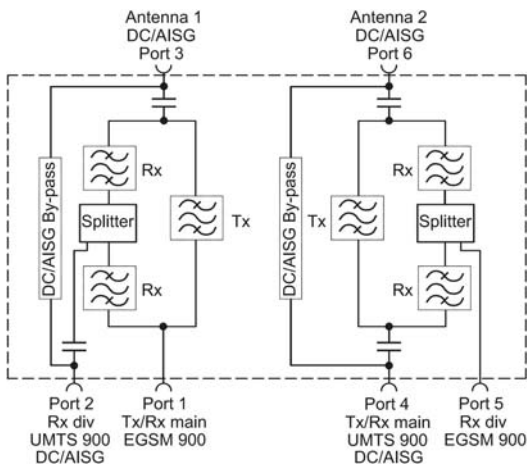 Antenna 1
DC/AISG
Port 3
Antenna 2
DC/AISG
Port 6
DC/AISG By-pass
Rx
Splitter
Rx
Tx
DC/AISG By-pass
Tx
Rx
Splitter
Rx
Port 2
Rx div
UMTS 900
DC/AISG
Port 1
Tx/Rx main
EGSM 900
Port 4
Tx/Rx main
UMTS 900
DC/AISG
Port 5
Rx div
EGSM 900